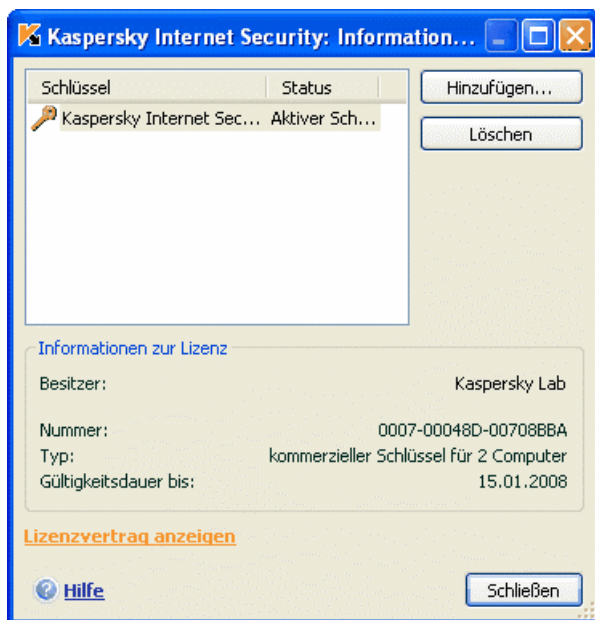 Kaspersky Internet Security: Information...
Schlüssel Status
Kaspersky Internet Sec... Aktiver Sch...
Hinzufügen...
Löschen
Informationen zur Lizenz
Besitzer: Kaspersky Lab
Nummer: 0007-00048D-00708BBA
Typ: kommerzieller Schlüssel für 2 Computer
Gültigkeitsdauer bis: 15.01.2008
Lizenzvertrag anzeigen
Hilfe
Schließen